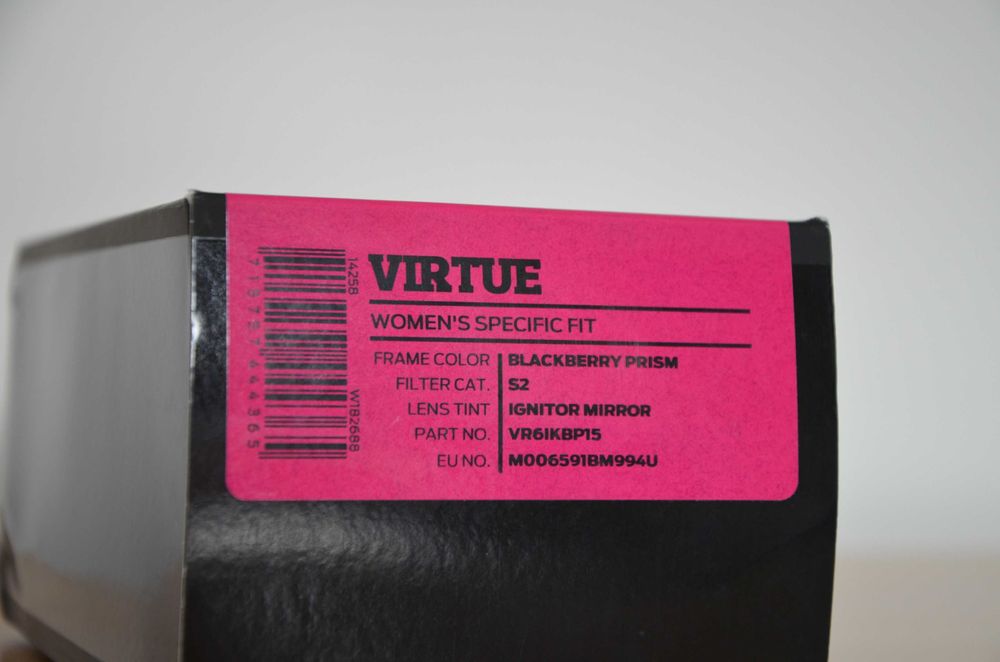 VIRTUE
WOMEN'S SPECIFIC FIT
FRAME COLOR BLACKBERRY PRISM
FILTER CAT. S2
LENS TINT IGNITOR MIRROR
PART NO. VR6IKBP15
EU NO. M006591BM994U
14258
W182688